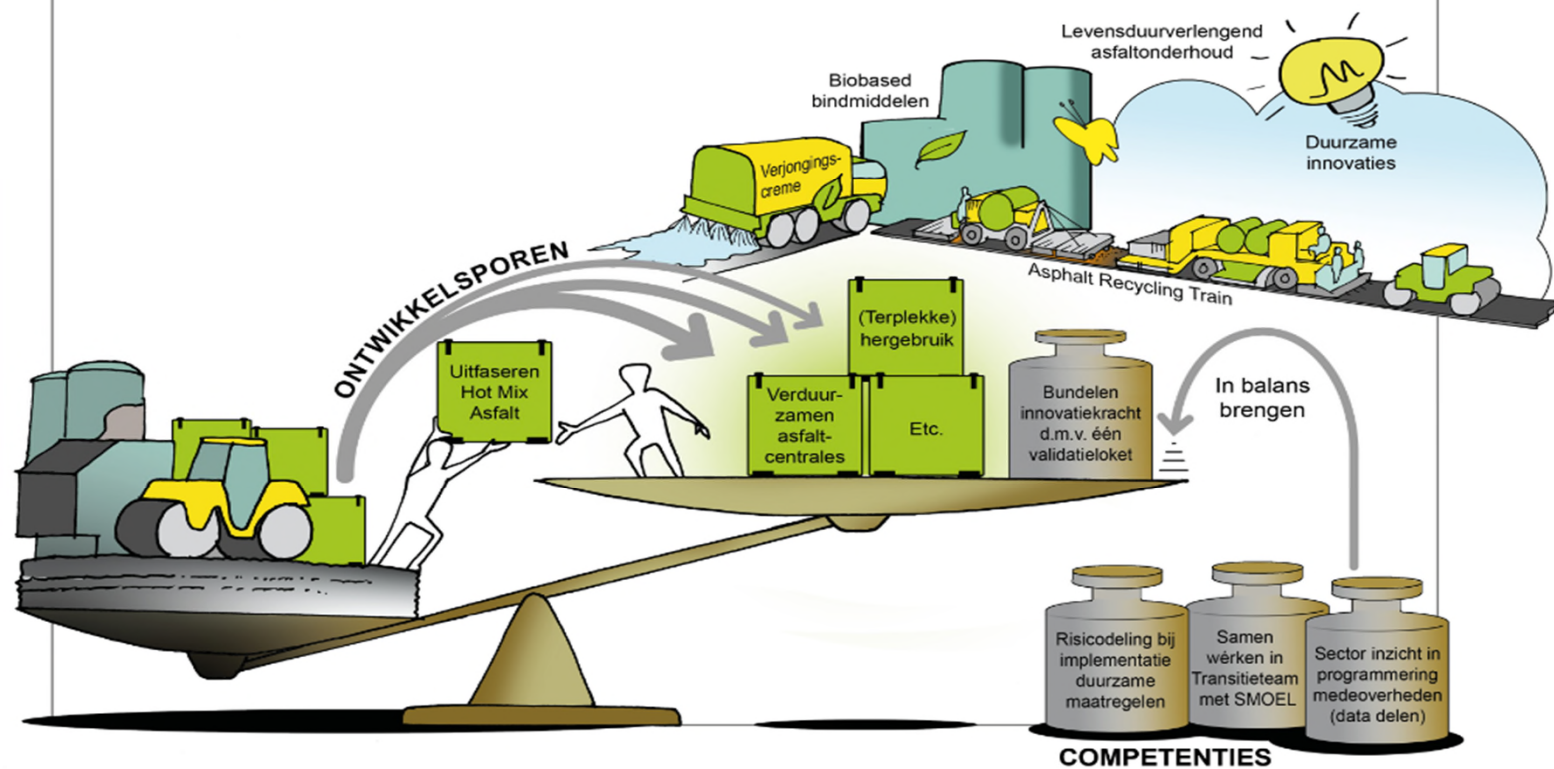 Levensduurverlengend
asfaltonderhoud
Biobased
bindmiddelen
Duurzame
innovaties
Verjongings-
creme
Asphalt Recycling Train
ONTWIKKELSPOREN
Uitfaseren
Hot Mix
Asfalt
(Terplekke)
hergebruik
Verduur-
zamen
asfalt-
centrales
Etc.
Bundelen
innovatiekracht
d.m.v. één
validatieloket
In balans
brengen
Risicodeling bij
implementatie
duurzame
maatregelen
Samen
wérken in
Transitieteam
met SMOEL
Sector inzicht in
programmering
medeoverheden
(data delen)
COMPETENTIES